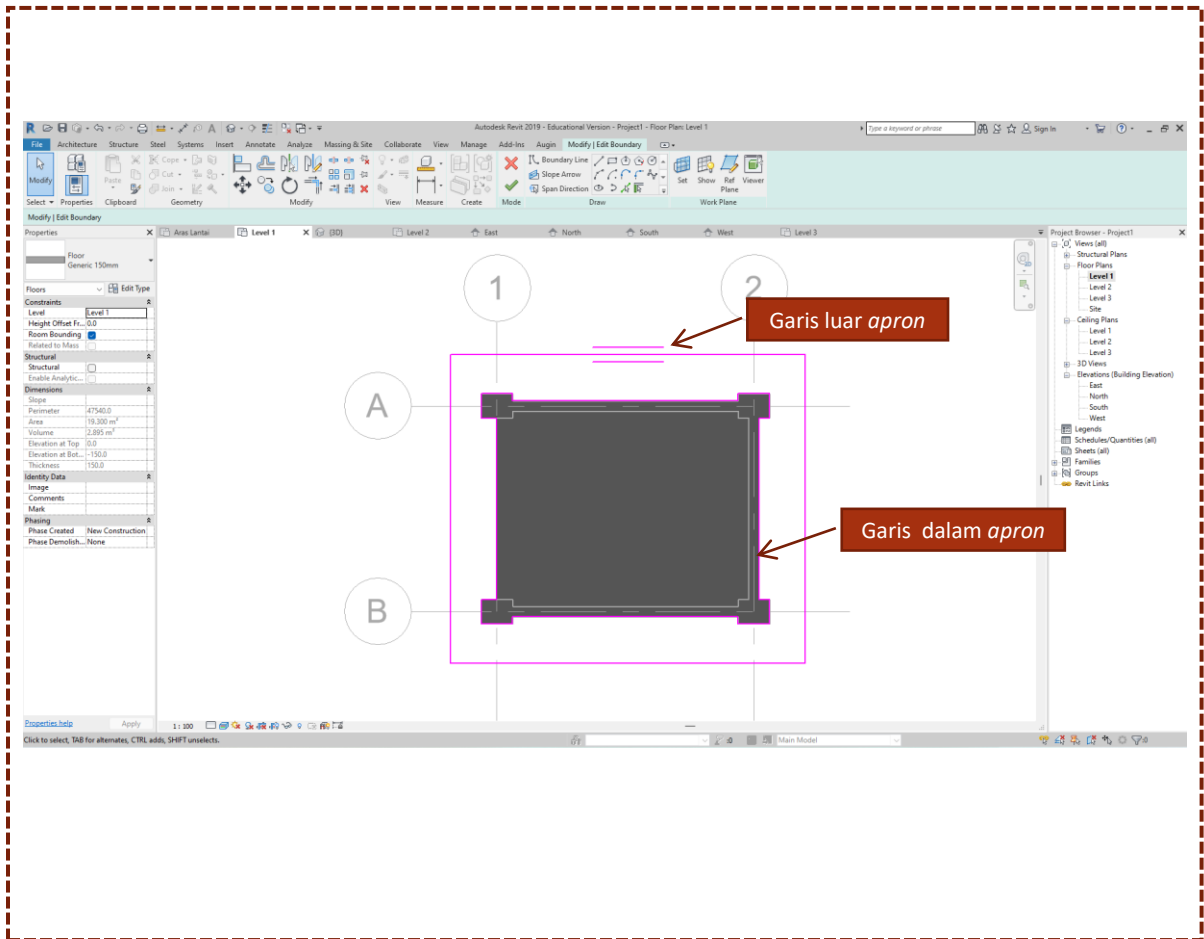 Autodesk Revit 2019 - Educational Version - Project1 - Floor Plan: Level 1
Type a keyword or phrase
Sign In
File Architecture Structure Steel Systems Insert Annotate Analyze Massing & Site Collaborate View Manage Add-Ins Augin Modify | Edit Boundary
Modify
Paste
Cope
Cut
Join
Boundary Line
Slope Arrow
Span Direction
Set Show Ref Plane Viewer
Select Properties Clipboard Geometry Modify View Measure Create Mode Draw Work Plane
Modify | Edit Boundary
Properties
Aras Lantai Level 1 {3D} Level 2 East North South West Level 3
Floor
Generic 150mm
Floors Edit Type
Constraints
Level Level 1
Height Offset Fr... 0.0
Room Bounding
Related to Mass
Structural
Structural
Enable Analytic...
Dimensions
Slope
Perimeter 47540.0
Area 19.300 m²
Volume 2.895 m³
Elevation at Top 0.0
Elevation at Bot... -150.0
Thickness 150.0
Identity Data
Image
Comments
Mark
Phasing
Phase Created New Construction
Phase Demolish... None
Properties help Apply
1
2
A
B
Garis luar apron
Garis dalam apron
Project Browser - Project1
Views (all)
Structural Plans
Floor Plans
Level 1
Level 2
Level 3
Site
Ceiling Plans
Level 1
Level 2
Level 3
3D Views
Elevations (Building Elevation)
East
North
South
West
Legends
Schedules/Quantities (all)
Sheets (all)
Families
Groups
Revit Links
1 : 100
Click to select, TAB for alternates, CTRL adds, SHIFT unselects.
:0
Main Model
:0